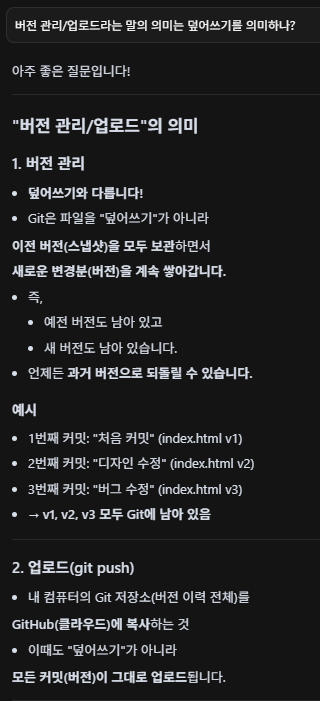 버전 관리/업로드라는 말의 의미는 덮어쓰기를 의미하나?
아주 좋은 질문입니다!
"버전 관리/업로드"의 의미
1. 버전 관리
• 덮어쓰기와 다릅니다!
• Git은 파일을 "덮어쓰기"가 아니라
이전 버전(스냅샷)을 모두 보관하면서
새로운 변경분(버전)을 계속 쌓아갑니다.
• 즉,
• 예전 버전도 남아 있고
• 새 버전도 남아 있습니다.
• 언제든 과거 버전으로 되돌릴 수 있습니다.
예시
• 1번째 커밋: "처음 커밋" (index.html v1)
• 2번째 커밋: "디자인 수정" (index.html v2)
• 3번째 커밋: "버그 수정" (index.html v3)
• → v1, v2, v3 모두 Git에 남아 있음
2. 업로드(git push)
• 내 컴퓨터의 Git 저장소(버전 이력 전체)를
GitHub(클라우드)에 복사하는 것
• 이때도 "덮어쓰기"가 아니라
모든 커밋(버전)이 그대로 업로드됩니다.